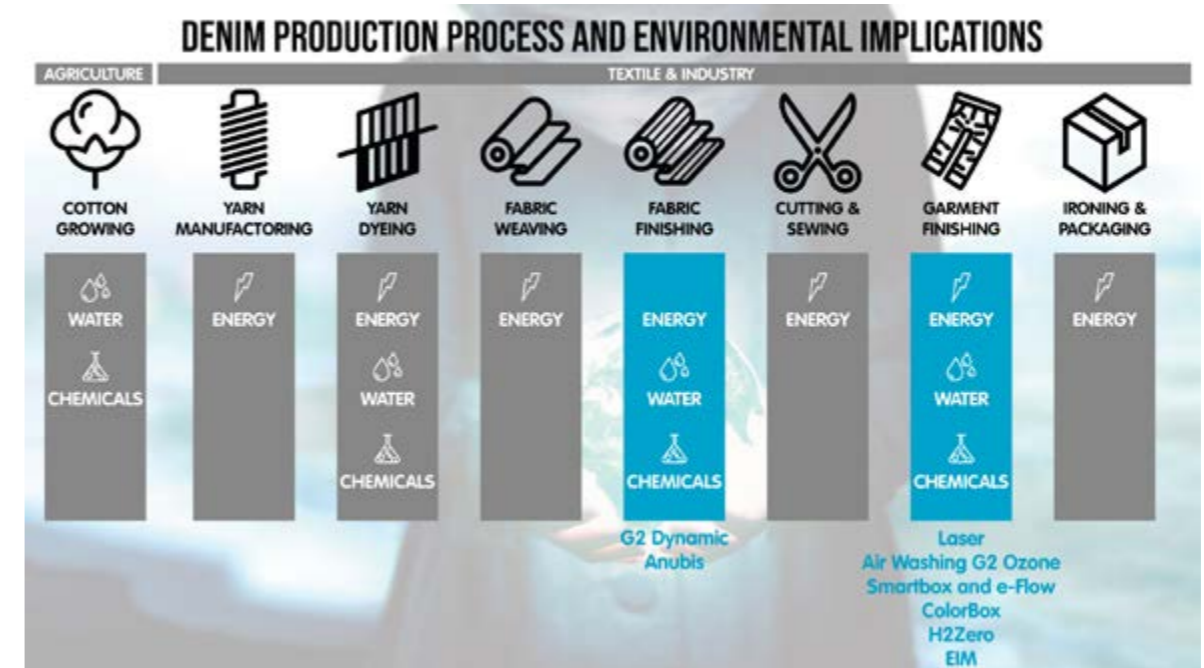 DENIM PRODUCTION PROCESS AND ENVIRONMENTAL IMPLICATIONS
AGRICULTURE
TEXTILE & INDUSTRY
COTTON
GROWING
YARN
MANUFACTORING
YARN
DYEING
FABRIC
WEAVING
FABRIC
FINISHING
CUTTING &
SEWING
GARMENT
FINISHING
IRONING &
PACKAGING
WATER
CHEMICALS
ENERGY
ENERGY
WATER
CHEMICALS
ENERGY
ENERGY
WATER
CHEMICALS
ENERGY
ENERGY
WATER
CHEMICALS
ENERGY
G2 Dynamic
Anubis
Laser
Air Washing G2 Ozone
Smartbox and e-Flow
ColorBox
H2Zero
EIM